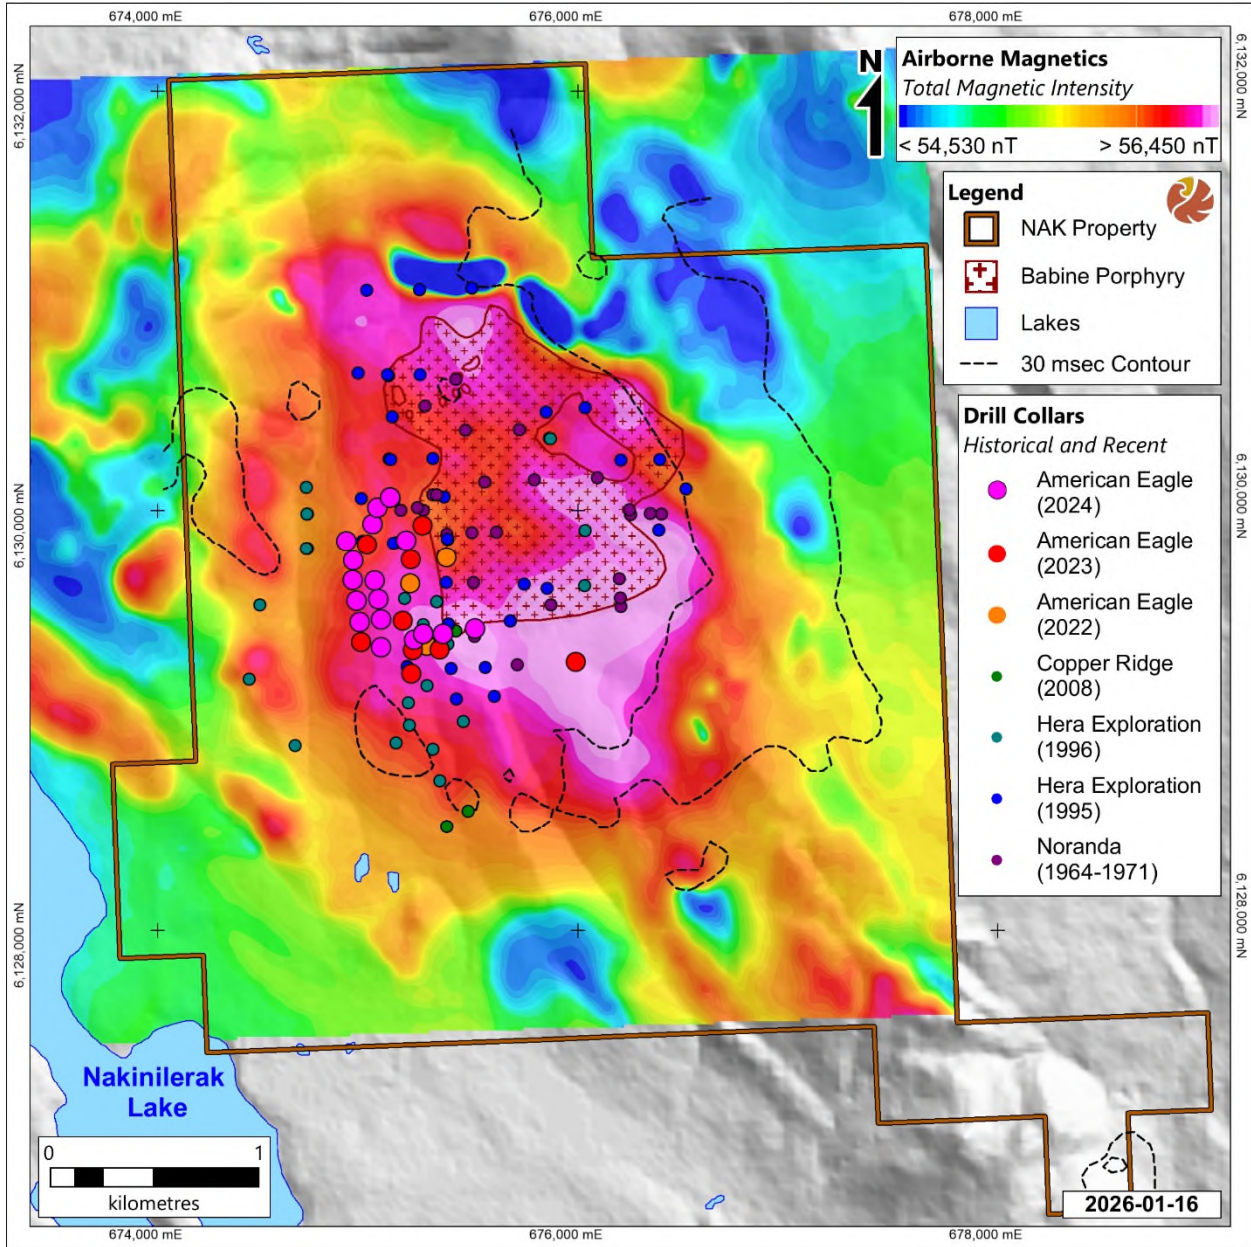 674,000 mE
676,000 mE
678,000 mE
6,132,000 mN
6,132,000 mN
N
Airborne Magnetics
Total Magnetic Intensity
< 54,530 nT
> 56,450 nT
Legend
NAK Property
Babine Porphyry
Lakes
30 msec Contour
Drill Collars
Historical and Recent
American Eagle
(2024)
American Eagle
(2023)
American Eagle
(2022)
Copper Ridge
(2008)
Hera Exploration
(1996)
Hera Exploration
(1995)
Noranda
(1964-1971)
6,130,000 mN
6,130,000 mN
6,128,000 mN
6,128,000 mN
Nakinilerak
Lake
0
1
kilometres
2026-01-16
674,000 mE
676,000 mE
678,000 mE